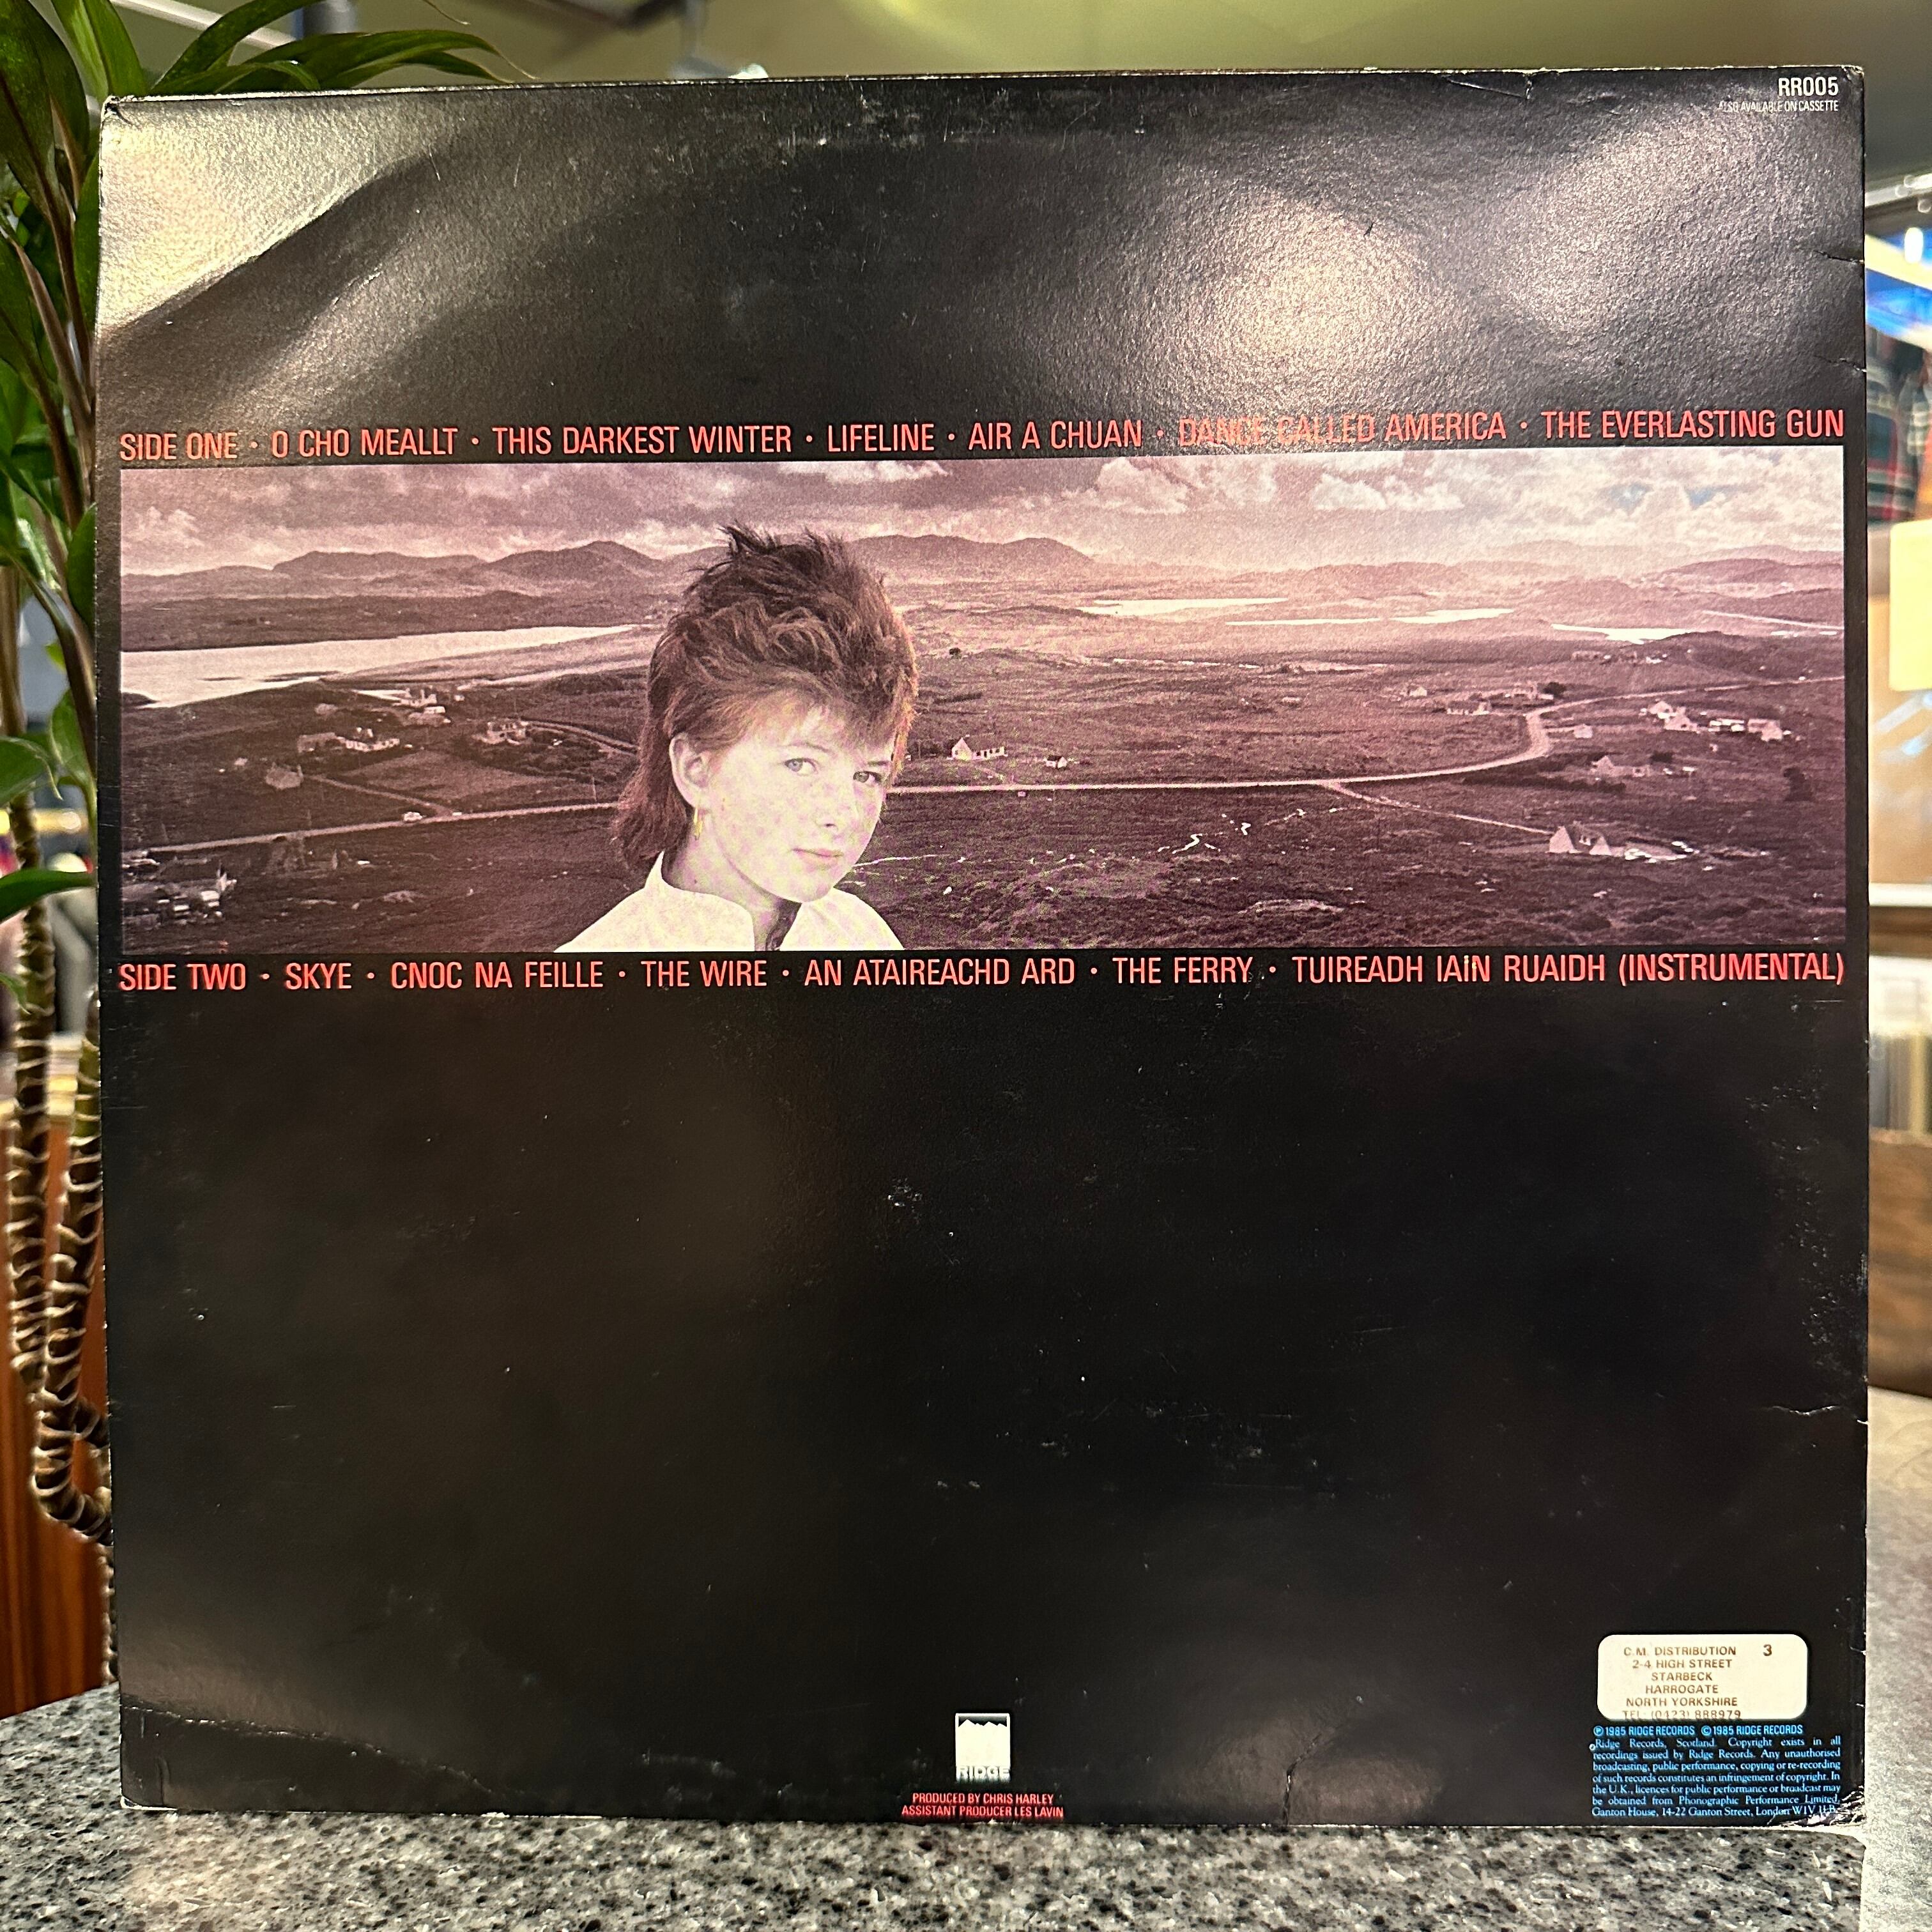 RR005
ALSO AVAILABLE ON CASSETTE
SIDE ONE · O CHO MEALLT · THIS DARKEST WINTER · LIFELINE · AIR A CHUAN · DANCE CALLED AMERICA · THE EVERLASTING GUN
SIDE TWO · SKYE · CNOC NA FEILLE · THE WIRE · AN ATAIREACHD ARD · THE FERRY · TUIREADH IAIN RUAIDH (INSTRUMENTAL)
C.M. DISTRIBUTION 3
2-4 HIGH STREET
STARBECK
HARROGATE
NORTH YORKSHIRE
TEL: (0423) 888979
℗ 1985 RIDGE RECORDS © 1985 RIDGE RECORDS
Ridge Records, Scotland. Copyright exists in all
recordings issued by Ridge Records. Any unauthorised
broadcasting, public performance, copying or re-recording
of such records constitutes an infringement of copyright. In
the U.K., licences for public performance or broadcast may
be obtained from Phonographic Performance Limited,
Ganton House, 14-22 Ganton Street, London W1V 1LB.
RIDGE
PRODUCED BY CHRIS HARLEY
ASSISTANT PRODUCER LES LAVIN